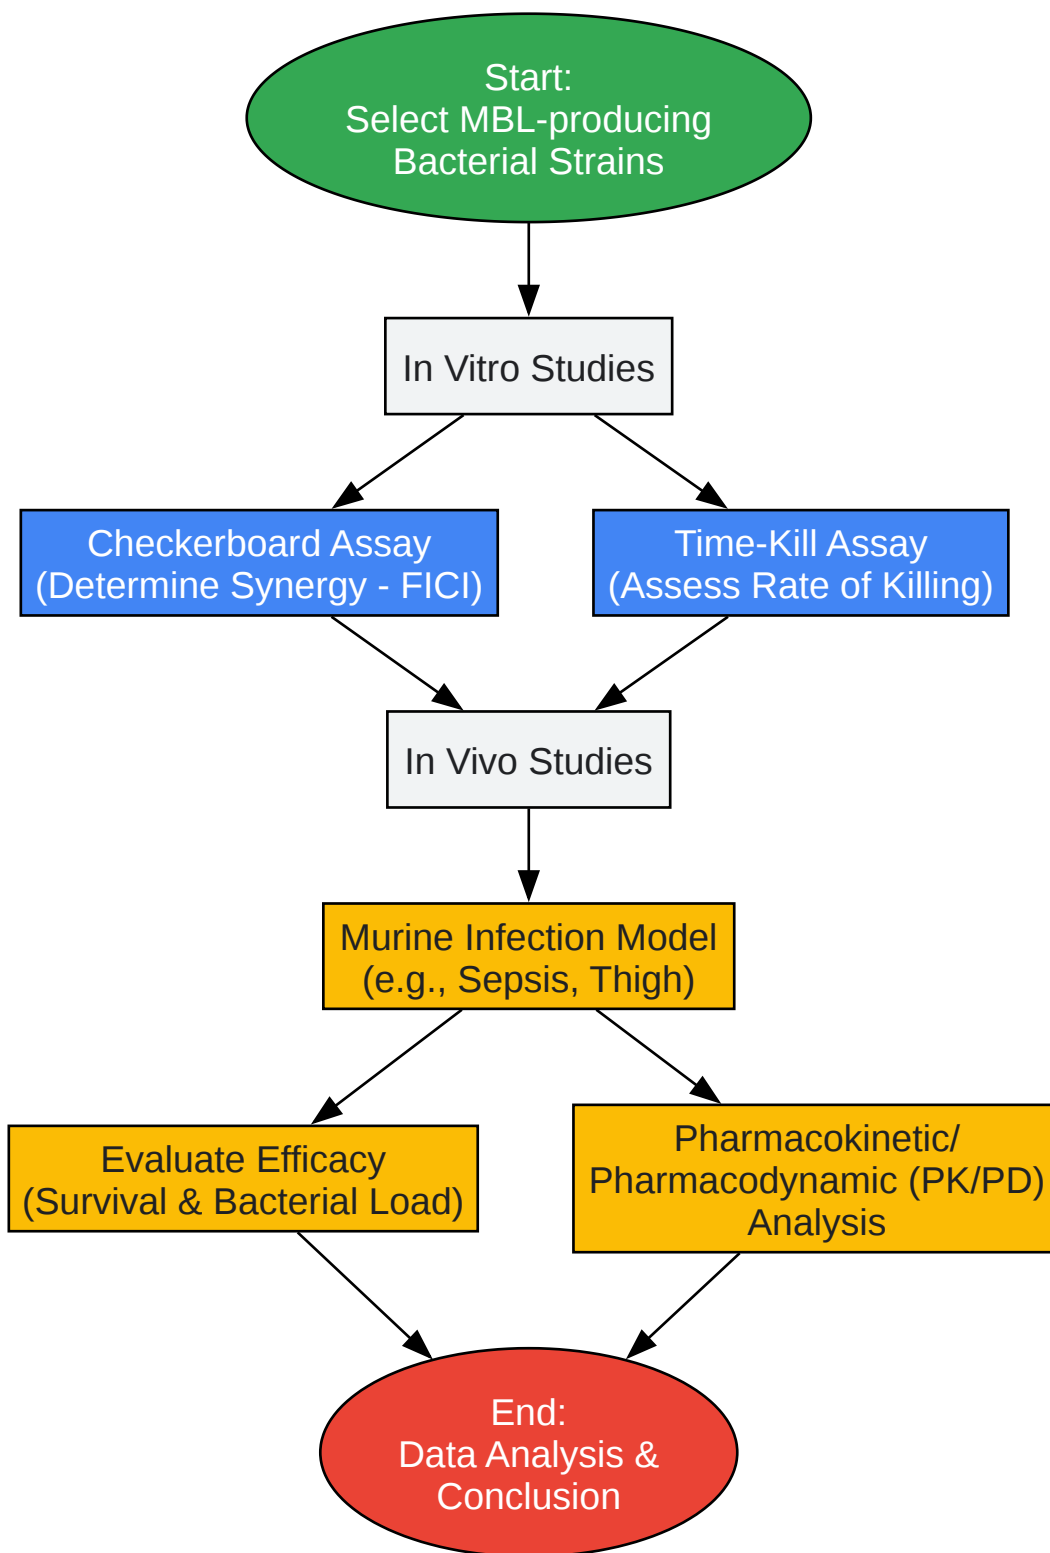 Start:
Select MBL-producing
Bacterial Strains
In Vitro Studies
Checkerboard Assay
(Determine Synergy - FICI)
Time-Kill Assay
(Assess Rate of Killing)
In Vivo Studies
Murine Infection Model
(e.g., Sepsis, Thigh)
Evaluate Efficacy
(Survival & Bacterial Load)
Pharmacokinetic/
Pharmacodynamic (PK/PD)
Analysis
End:
Data Analysis &
Conclusion